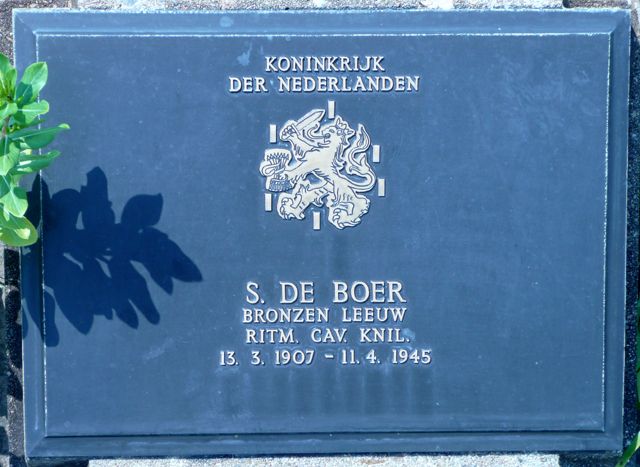 KONINKRIJK
DER NEDERLANDEN
S. DE BOER
BRONZEN LEEUW
RITM. CAV. KNIL.
13. 3. 1907 - 11. 4. 1945